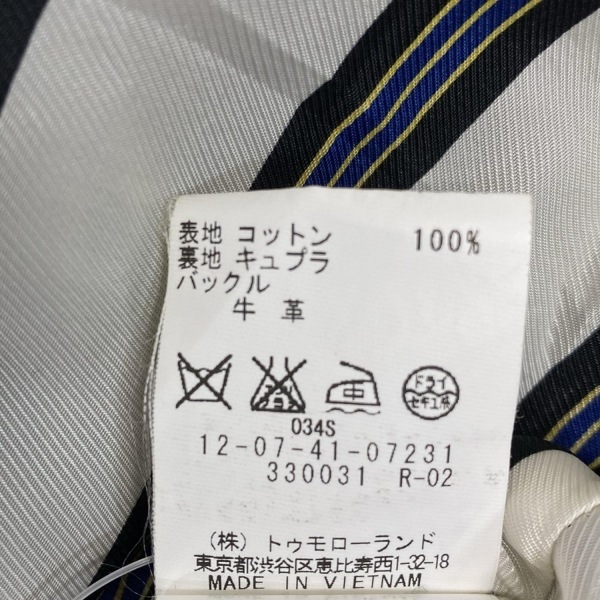 表地 コットン 100%
裏地 キュプラ
バックル
牛 革
中 ドライ
セキユ系
034S
12-07-41-07231
330031 R-02
(株) トゥモローランド
東京都渋谷区恵比寿西1-32-18
MADE IN VIETNAM